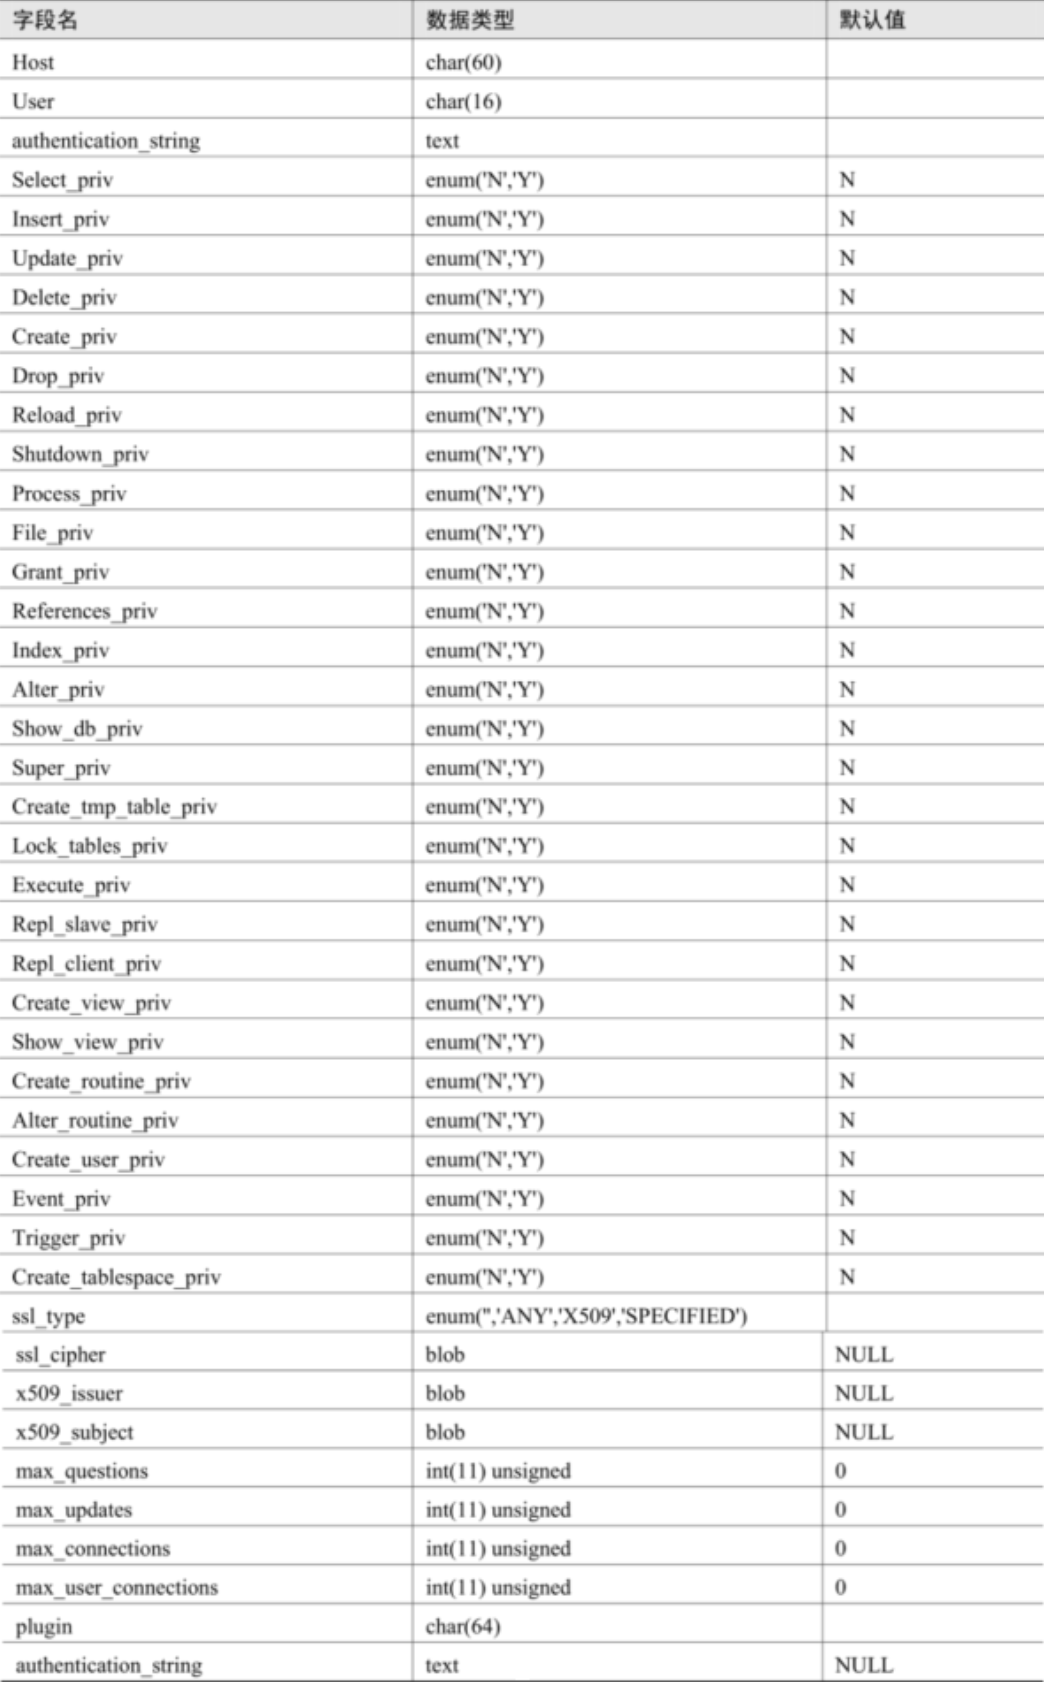 字段名 数据类型 默认值
Host char(60)
User char(16)
authentication_string text
Select_priv enum('N','Y') N
Insert_priv enum('N','Y') N
Update_priv enum('N','Y') N
Delete_priv enum('N','Y') N
Create_priv enum('N','Y') N
Drop_priv enum('N','Y') N
Reload_priv enum('N','Y') N
Shutdown_priv enum('N','Y') N
Process_priv enum('N','Y') N
File_priv enum('N','Y') N
Grant_priv enum('N','Y') N
References_priv enum('N','Y') N
Index_priv enum('N','Y') N
Alter_priv enum('N','Y') N
Show_db_priv enum('N','Y') N
Super_priv enum('N','Y') N
Create_tmp_table_priv enum('N','Y') N
Lock_tables_priv enum('N','Y') N
Execute_priv enum('N','Y') N
Repl_slave_priv enum('N','Y') N
Repl_client_priv enum('N','Y') N
Create_view_priv enum('N','Y') N
Show_view_priv enum('N','Y') N
Create_routine_priv enum('N','Y') N
Alter_routine_priv enum('N','Y') N
Create_user_priv enum('N','Y') N
Event_priv enum('N','Y') N
Trigger_priv enum('N','Y') N
Create_tablespace_priv enum('N','Y') N
ssl_type enum('','ANY','X509','SPECIFIED')
ssl_cipher blob NULL
x509_issuer blob NULL
x509_subject blob NULL
max_questions int(11) unsigned 0
max_updates int(11) unsigned 0
max_connections int(11) unsigned 0
max_user_connections int(11) unsigned 0
plugin char(64)
authentication_string text NULL